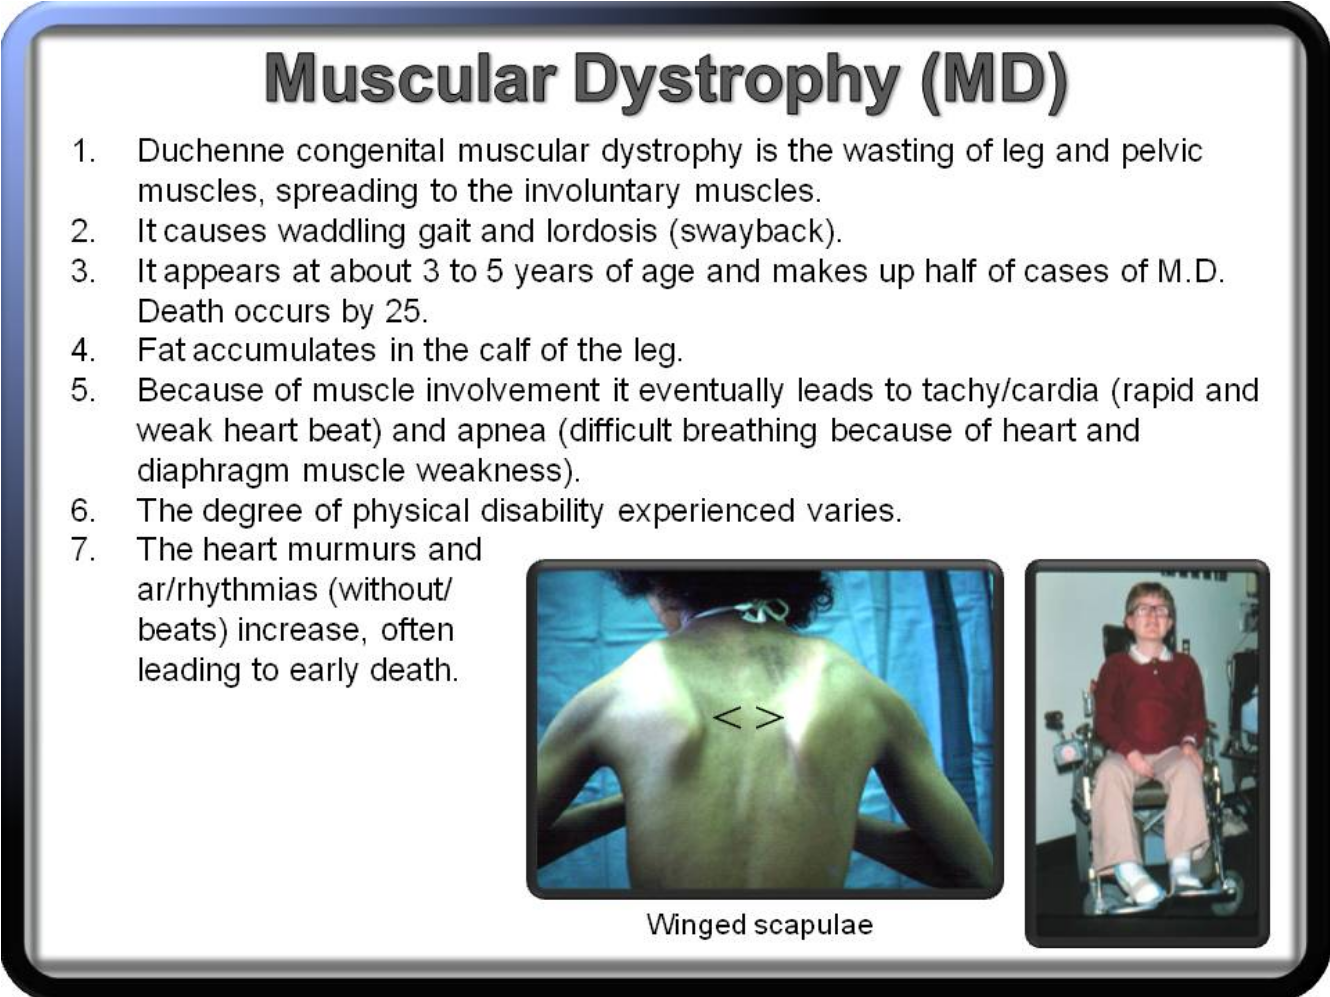 Muscular Dystrophy (MD)
1. Duchenne congenital muscular dystrophy is the wasting of leg and pelvic
muscles, spreading to the involuntary muscles.
2. It causes waddling gait and lordosis (swayback).
3. It appears at about 3 to 5 years of age and makes up half of cases of M.D.
Death occurs by 25.
4. Fat accumulates in the calf of the leg.
5. Because of muscle involvement it eventually leads to tachy/cardia (rapid and
weak heart beat) and apnea (difficult breathing because of heart and
diaphragm muscle weakness).
6. The degree of physical disability experienced varies.
7. The heart murmurs and
ar/rhythmias (without/
beats) increase, often
leading to early death.
< >
Winged scapulae